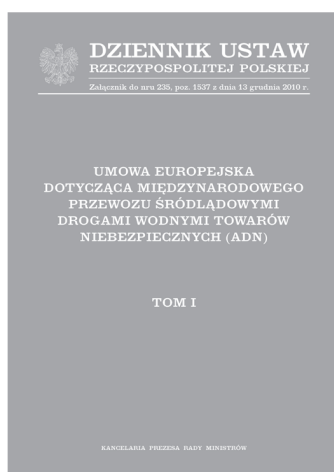 DZIENNIK USTAW
RZECZYPOSPOLITEJ POLSKIEJ
Załącznik do nru 235, poz. 1537 z dnia 13 grudnia 2010 r.
UMOWA EUROPEJSKA
DOTYCZĄCA MIĘDZYNARODOWEGO
PRZEWOZU ŚRÓDLĄDOWYMI
DROGAMI WODNYMI TOWARÓW
NIEBEZPIECZNYCH (ADN)
TOM I
KANCELARIA PREZESA RADY MINISTRÓW